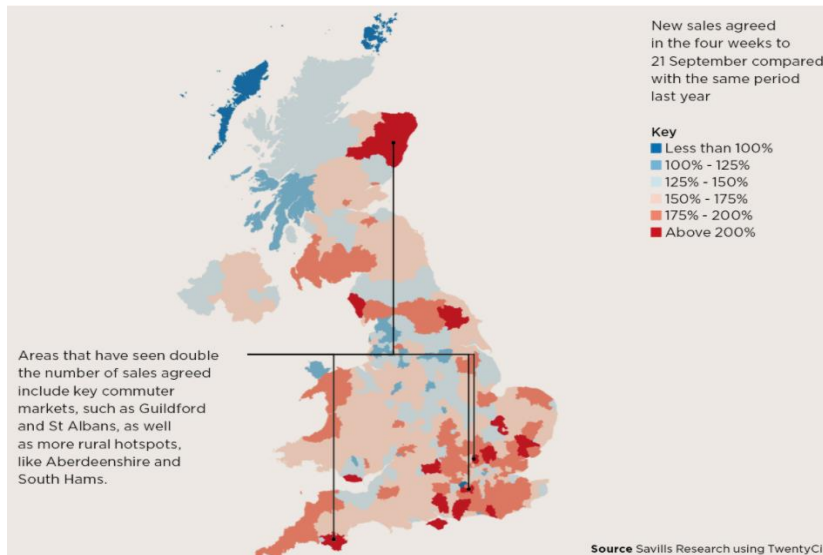 New sales agreed
in the four weeks to
21 September compared
with the same period
last year
Key
Less than 100%
100% - 125%
125% - 150%
150% - 175%
175% - 200%
Above 200%
Areas that have seen double
the number of sales agreed
include key commuter
markets, such as Guildford
and St Albans, as well
as more rural hotspots,
like Aberdeenshire and
South Hams.
Source Savills Research using TwentyCi